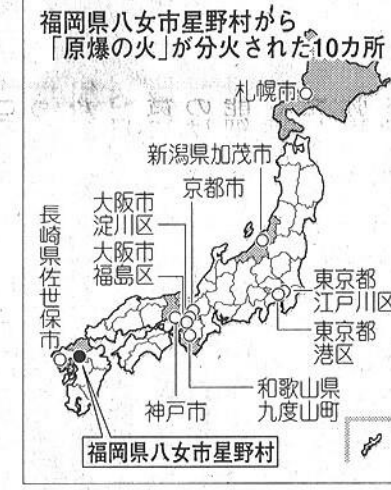 福岡県八女市星野村から
「原爆の火」が分火された10カ所
札幌市
新潟県加茂市
京都市
大阪市
淀川区
大阪市
福島区
長崎県佐世保市
東京都
江戸川区
東京都
港区
和歌山県
九度山町
神戸市
福岡県八女市星野村